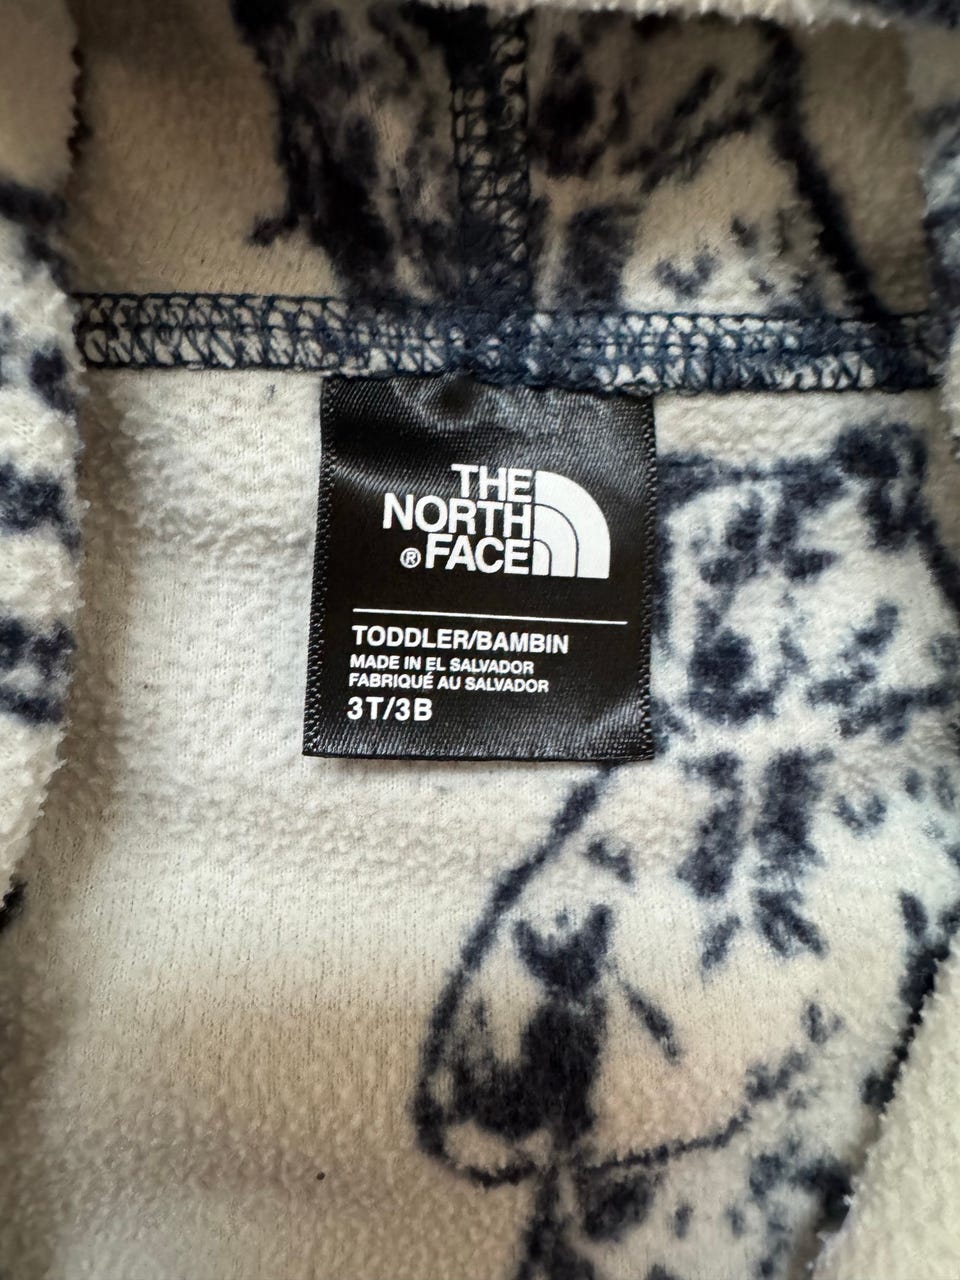 THE
NORTH
® FACE
TODDLER/BAMBIN
MADE IN EL SALVADOR
FABRIQUÉ AU SALVADOR
3T/3B